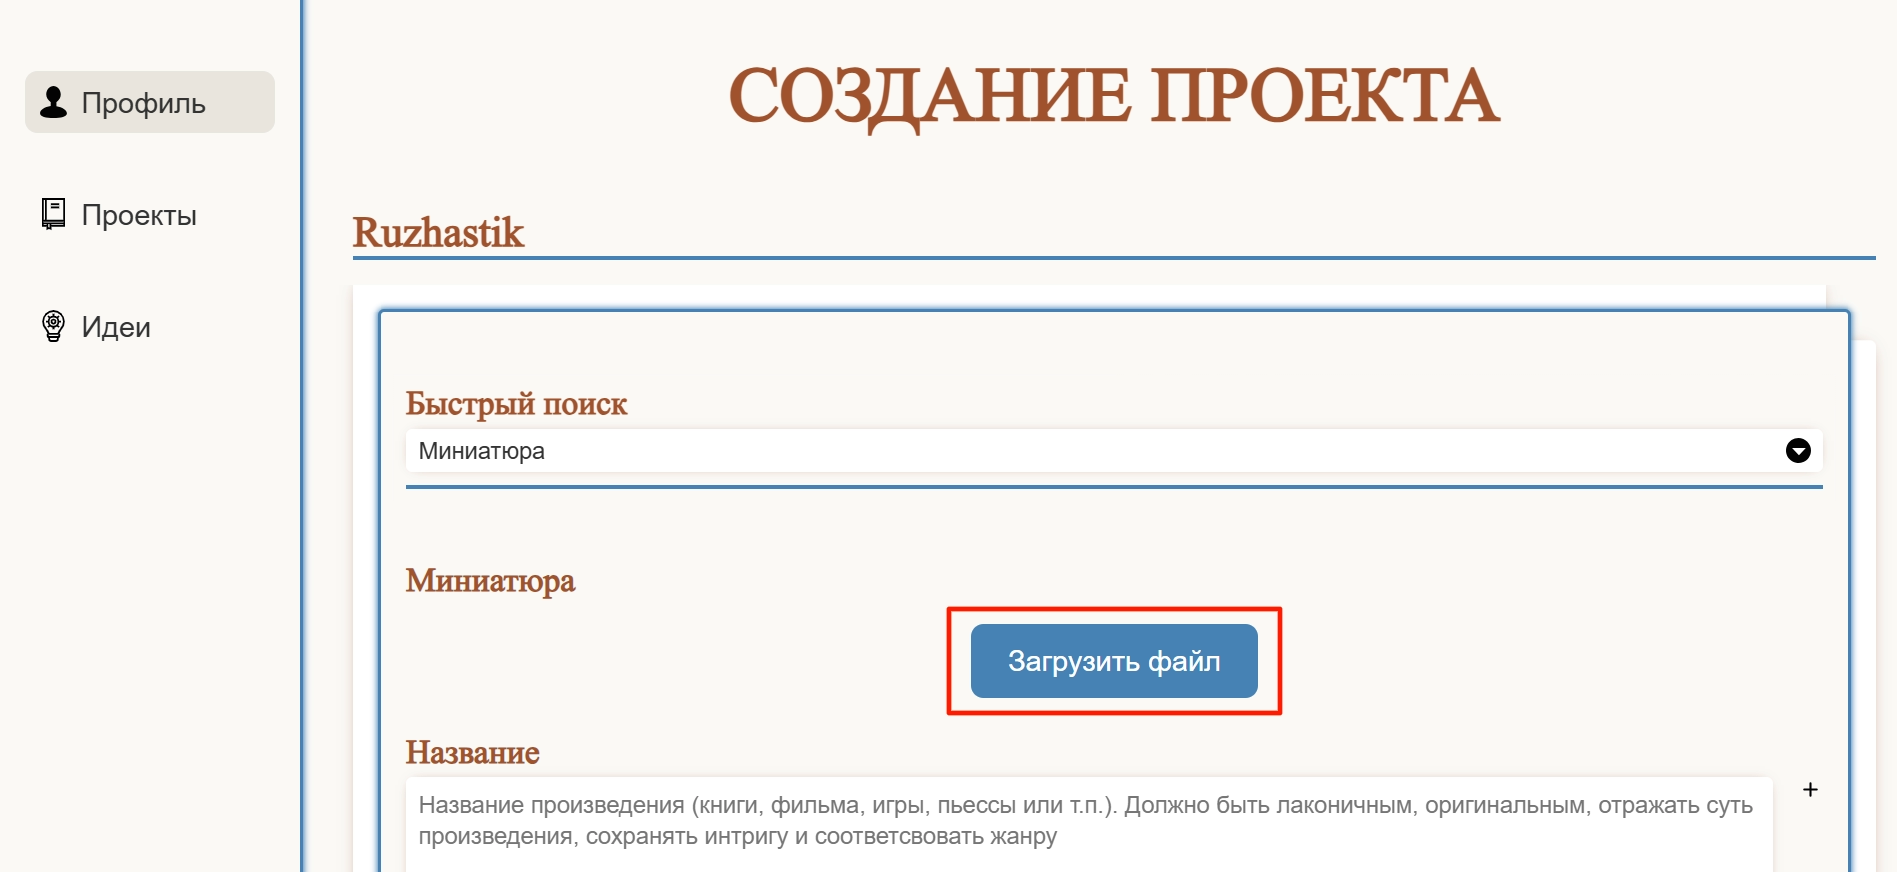 Профиль
Проекты
Идеи
СОЗДАНИЕ ПРОЕКТА
Ruzhastik
Быстрый поиск
Миниатюра
Миниатюра
Загрузить файл
Название
Название произведения (книги, фильма, игры, пьессы или т.п.). Должно быть лаконичным, оригинальным, отражать суть
произведения, сохранять интригу и соответсвовать жанру
+